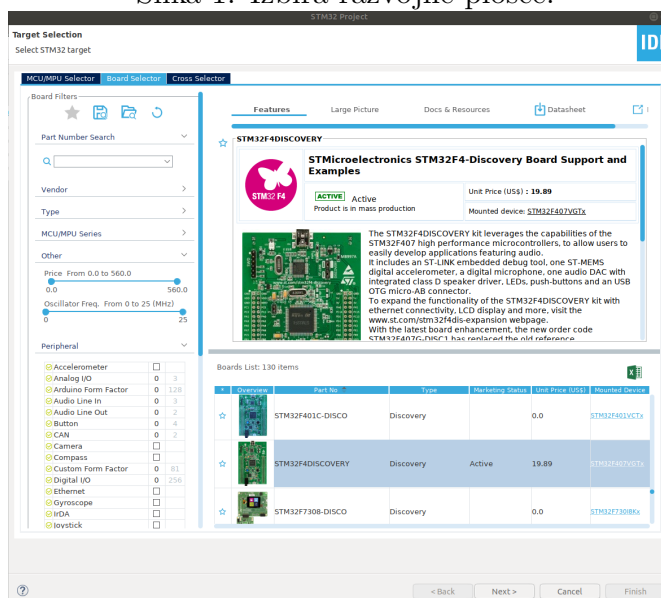 Slika 1: Izbira razvojne plošče.
STM32 Project
Target Selection
Select STM32 target
IDE
MCU/MPU Selector Board Selector Cross Selector
Board Filters
Part Number Search
Vendor
Type
MCU/MPU Series
Other
Price From 0.0 to 560.0
0.0 560.0
Oscillator Freq. From 0 to 25 (MHz)
0 25
Peripheral
Accelerometer
Analog I/O 0 3
Arduino Form Factor 0 128
Audio Line In 0 3
Audio Line Out 0 2
Button 0 4
CAN 0 2
Camera
Compass
Custom Form Factor 0 81
Digital I/O 0 256
Ethernet
Gyroscope
IrDA
Joystick
Features Large Picture Docs & Resources Datasheet
STM32F4DISCOVERY
STM32 F4
STMicroelectronics STM32F4-Discovery Board Support and
Examples
ACTIVE Active
Product is in mass production
Unit Price (US$) : 19.89
Mounted device: STM32F407VGTx
The STM32F4DISCOVERY kit leverages the capabilities of the
STM32F407 high performance microcontrollers, to allow users to
easily develop applications featuring audio.
It includes an ST-LINK embedded debug tool, one ST-MEMS
digital accelerometer, a digital microphone, one audio DAC with
integrated class D speaker driver, LEDs, push-buttons and an USB
OTG micro-AB connector.
To expand the functionality of the STM32F4DISCOVERY kit with
ethernet connectivity, LCD display and more, visit the
www.st.com/stm32f4dis-expansion webpage.
With the latest board enhancement, the new order code
STM32F407G-DISC1 has replaced the old reference
Boards List: 130 items
* Overview Part No Type Marketing Status Unit Price (US$) Mounted Device
STM32F401C-DISCO Discovery 0.0 STM32F401VCTx
STM32F4DISCOVERY Discovery Active 19.89 STM32F407VGTx
STM32F7308-DISCO Discovery 0.0 STM32F730I8Kx
? < Back Next > Cancel Finish